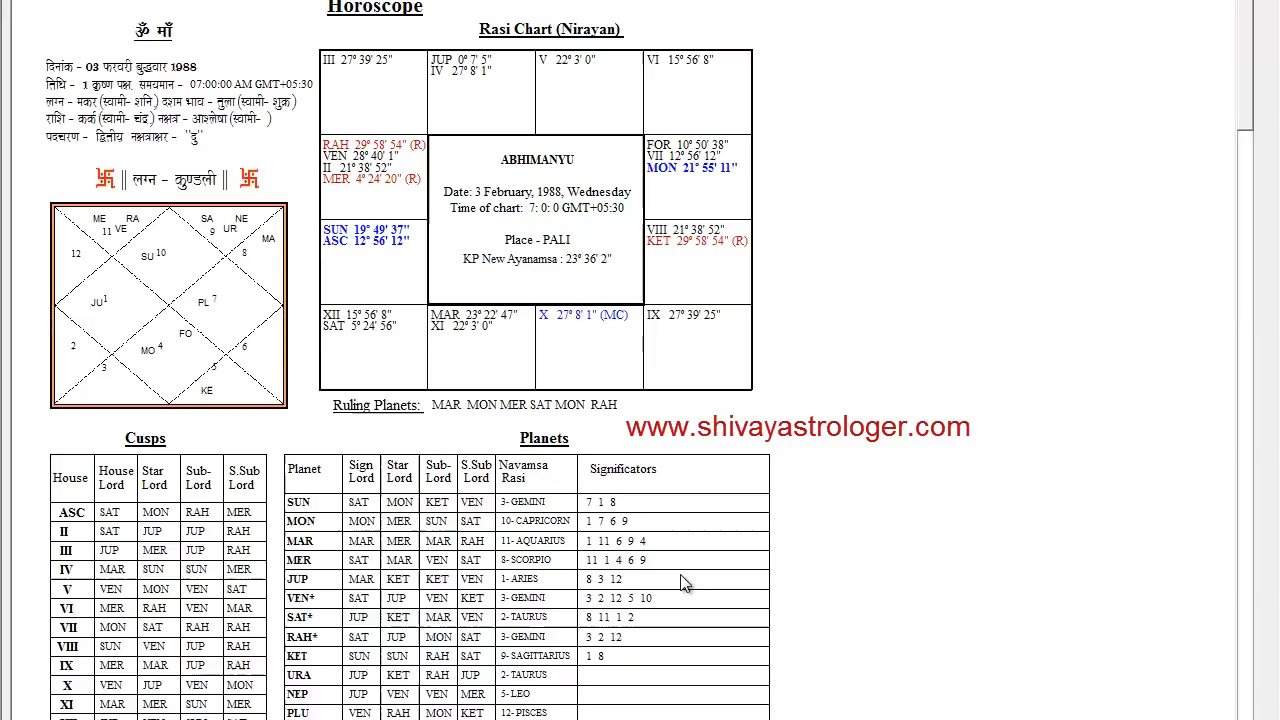 Horoscope
ॐ माँ
Rasi Chart (Nirayan)
दिनांक - 03 फरवरी बुद्धवार 1988
तिथि - 1 कृष्ण पक्ष. समयमान - 07:00:00 AM GMT+05:30
लग्न - मकर (स्वामी- शनि) दशम भाव - तुला (स्वामी- शुक्र)
राशि - कर्क (स्वामी- चंद्र) नक्षत्र - आश्लेषा (स्वामी- )
पदचरण - द्वितीय नक्षत्राक्षर - "डु"
卐 || लग्न - कुण्डली || 卐
ME RA SA NE
11 VE 9 UR
MA
12 SU 10 8
JU 1 PL 7
FO
2 MO 4 6
3 5
KE
III 27° 39' 25"
JUP 0° 7' 5"
IV 27° 8' 1"
V 22° 3' 0"
VI 15° 56' 8"
RAH 29° 58' 54" (R)
VEN 28° 40' 1"
II 21° 38' 52"
MER 4° 24' 20" (R)
ABHIMANYU
Date: 3 February, 1988, Wednesday
Time of chart: 7: 0: 0 GMT+05:30
Place - PALI
KP New Ayanamsa : 23° 36' 2"
FOR 10° 50' 38"
VII 12° 56' 12"
MON 21° 55' 11"
SUN 19° 49' 37"
ASC 12° 56' 12"
VIII 21° 38' 52"
KET 29° 58' 54" (R)
XII 15° 56' 8"
SAT 5° 24' 56"
MAR 23° 22' 47"
XI 22° 3' 0"
X 27° 8' 1" (MC)
IX 27° 39' 25"
Ruling Planets: MAR MON MER SAT MON RAH
www.shivayastrologer.com
Cusps
House House Lord Star Lord Sub-Lord S.Sub Lord
ASC SAT MON RAH MER
II SAT JUP JUP RAH
III JUP MER JUP RAH
IV MAR SUN SUN MER
V VEN MON VEN SAT
VI MER RAH VEN MAR
VII MON SAT RAH RAH
VIII SUN VEN JUP RAH
IX MER MAR JUP RAH
X VEN JUP VEN MON
XI MAR MER SUN MER
Planets
Planet Sign Lord Star Lord Sub-Lord S.Sub Lord Navamsa Rasi Significators
SUN SAT MON KET VEN 3- GEMINI 7 1 8
MON MON MER SUN SAT 10- CAPRICORN 1 7 6 9
MAR MAR MER MAR RAH 11- AQUARIUS 1 11 6 9 4
MER SAT MAR VEN SAT 8- SCORPIO 11 1 4 6 9
JUP MAR KET KET VEN 1- ARIES 8 3 12
VEN* SAT JUP VEN KET 3- GEMINI 3 2 12 5 10
SAT* JUP KET MAR VEN 2- TAURUS 8 11 1 2
RAH* SAT JUP MON SAT 3- GEMINI 3 2 12
KET SUN SUN RAH SAT 9- SAGITTARIUS 1 8
URA JUP KET RAH JUP 2- TAURUS
NEP JUP VEN VEN MER 5- LEO
PLU VEN RAH MON KET 12- PISCES